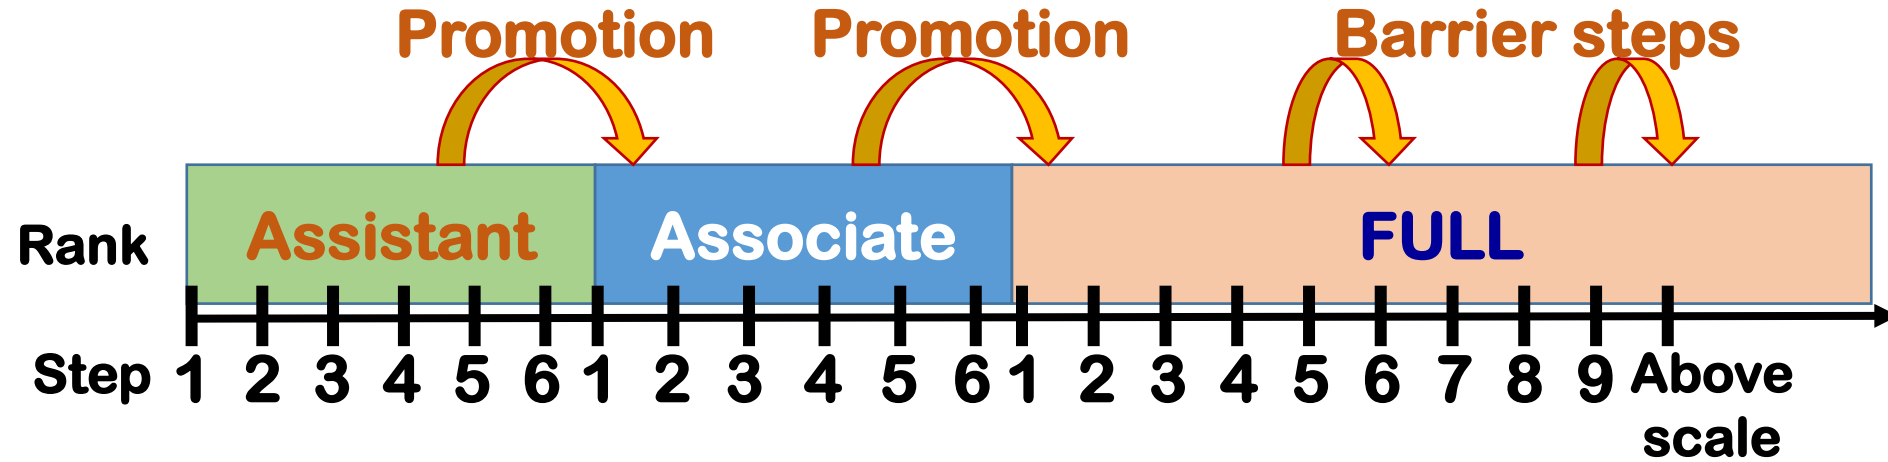 Promotion Promotion Barrier steps
Rank Assistant Associate FULL
Step 1 2 3 4 5 6 1 2 3 4 5 6 1 2 3 4 5 6 7 8 9 Above
scale